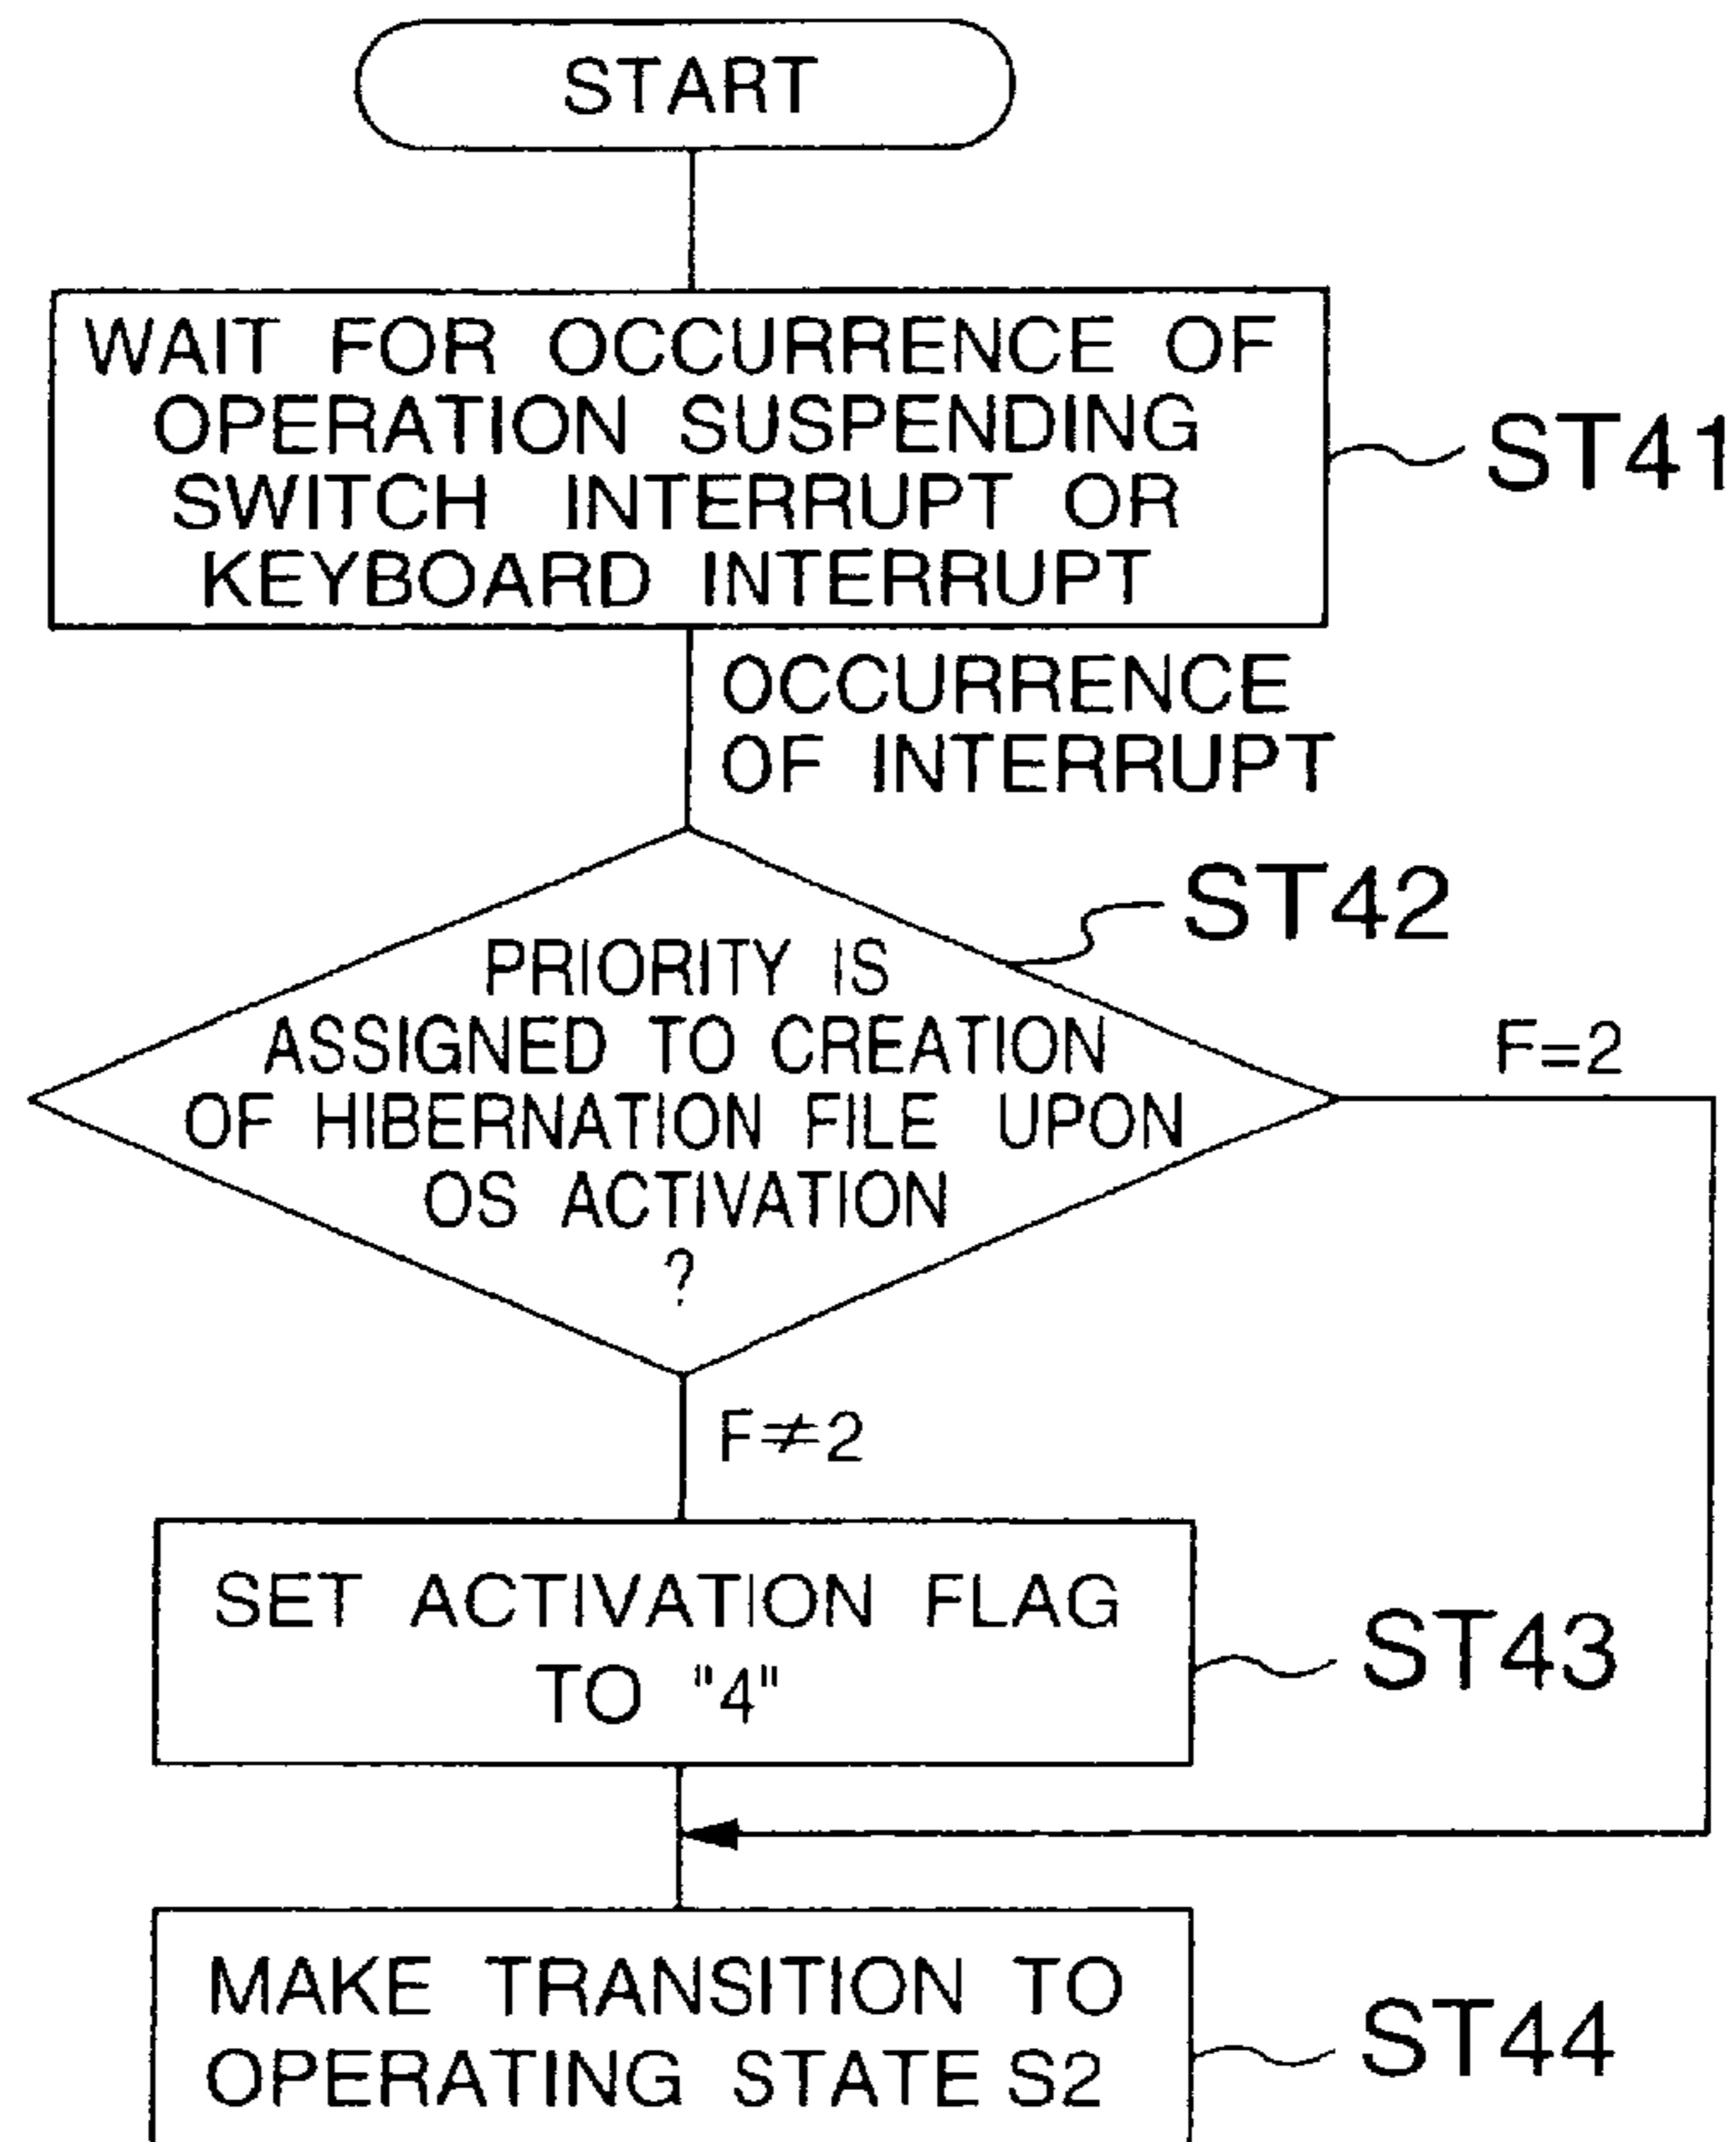 START
WAIT FOR OCCURRENCE OF
OPERATION SUSPENDING
SWITCH INTERRUPT OR
KEYBOARD INTERRUPT
ST41
OCCURRENCE
OF INTERRUPT
ST42
PRIORITY IS
ASSIGNED TO CREATION
OF HIBERNATION FILE UPON
OS ACTIVATION
?
F=2
F≠2
SET ACTIVATION FLAG
TO "4"
ST43
MAKE TRANSITION TO
OPERATING STATE S2
ST44